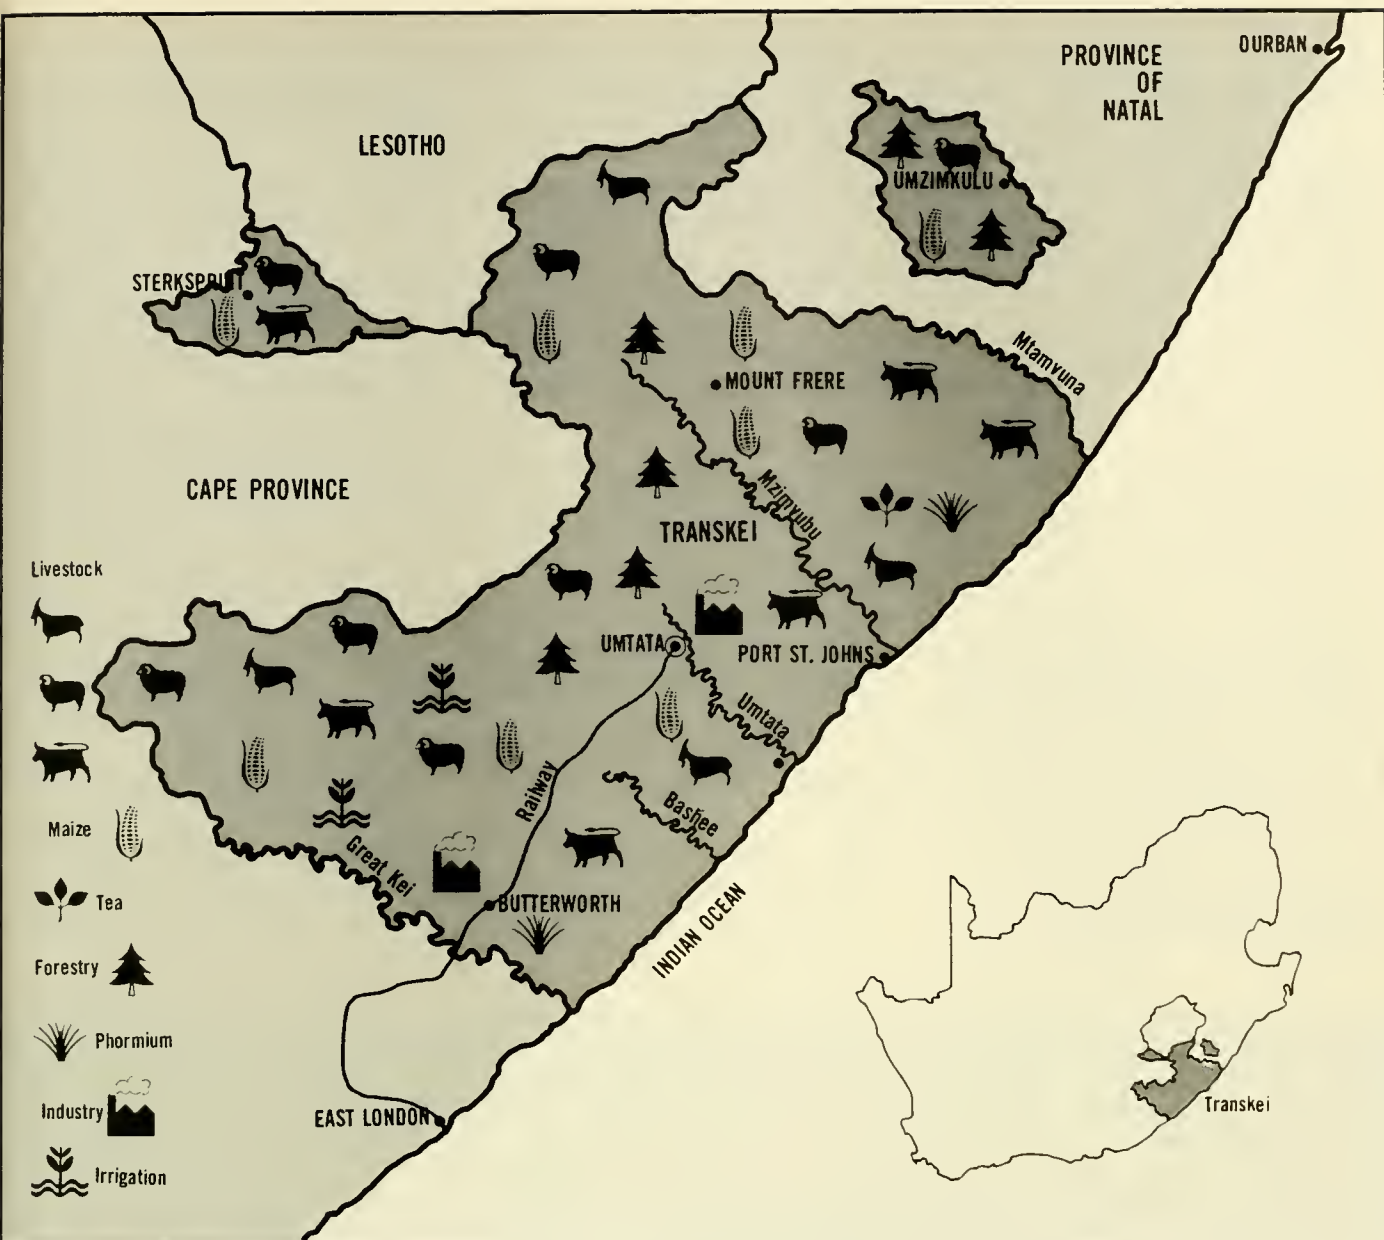 DURBAN
PROVINCE
OF
NATAL
LESOTHO
UMZIMKULU
STERKSPRUIT
Mtamvuna
MOUNT FRERE
CAPE PROVINCE
Mzimvubu
TRANSKEI
Livestock
UMTATA
PORT ST. JOHNS
Umtata
Railway
Bashee
Maize
Great Kei
Tea
BUTTERWORTH
INDIAN OCEAN
Forestry
Phormium
Industry
EAST LONDON
Transkei
Irrigation